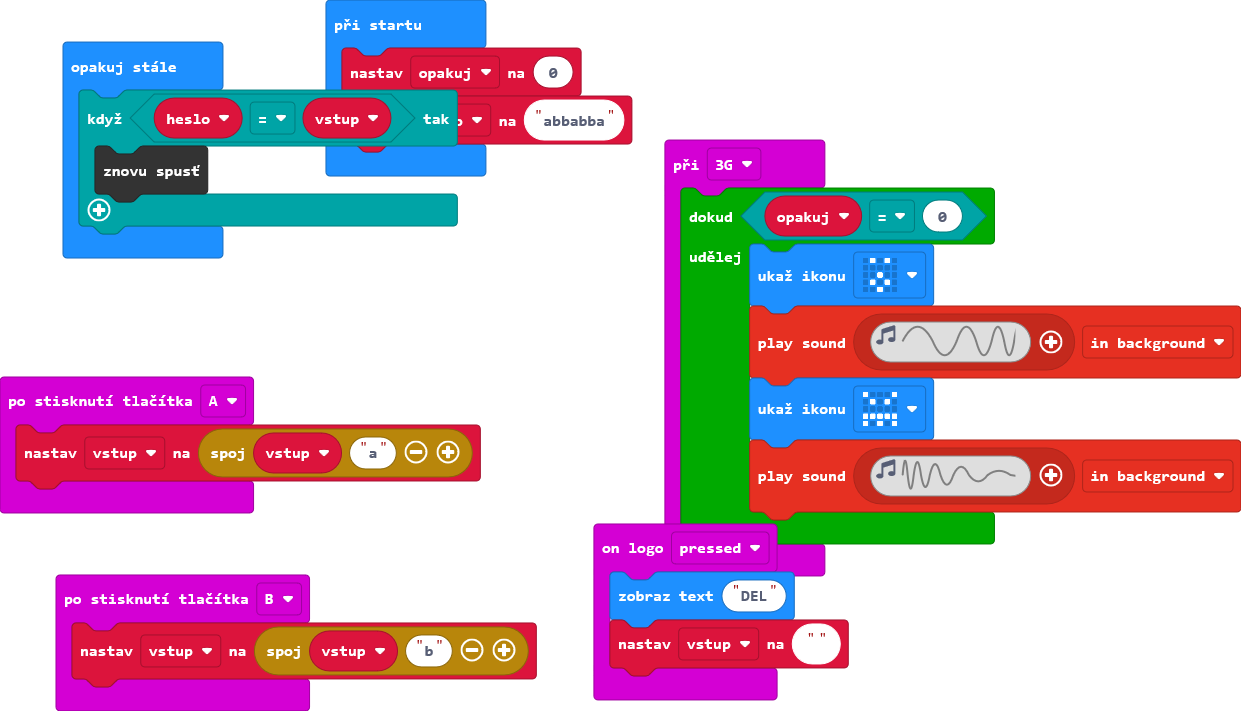 při startu
nastav opakuj na 0
na "abbabba"
opakuj stále
když heslo = vstup tak
znovu spusť
při 3G
dokud opakuj = 0
udělej
ukaž ikonu
play sound in background
ukaž ikonu
play sound in background
po stisknutí tlačítka A
nastav vstup na spoj vstup "a"
on logo pressed
zobraz text "DEL"
nastav vstup na " "
po stisknutí tlačítka B
nastav vstup na spoj vstup "b"